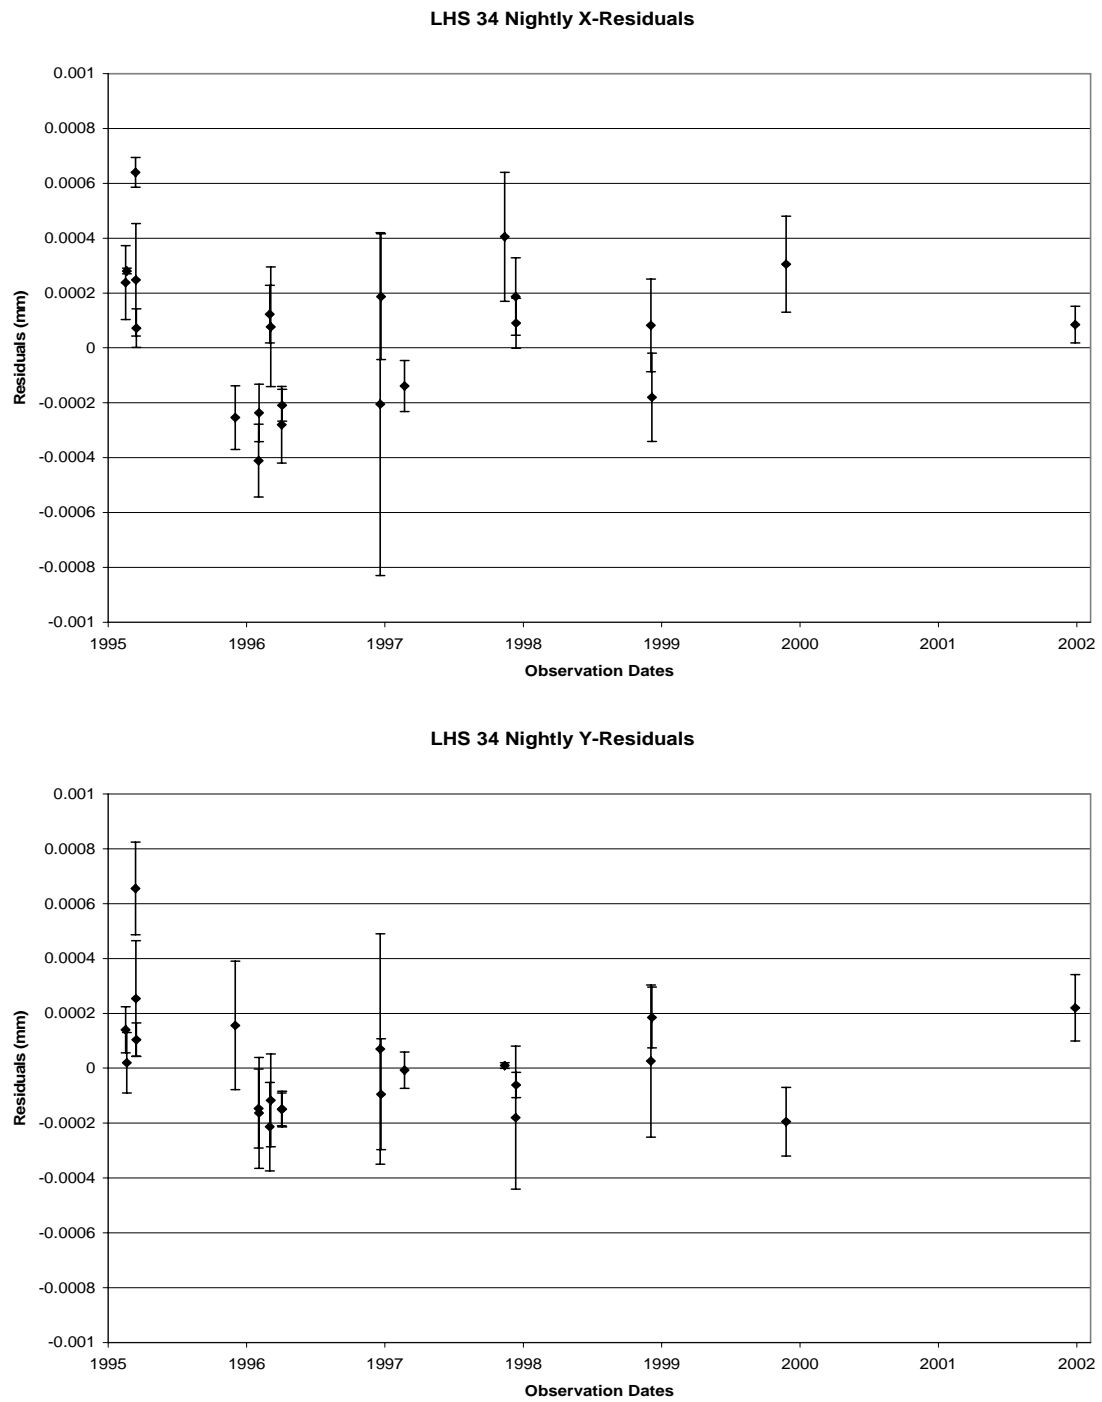 LHS 34 Nightly X-Residuals
0.001
0.0008
0.0006
0.0004
0.0002
0
-0.0002
-0.0004
-0.0006
-0.0008
-0.001
Residuals (mm)
1995 1996 1997 1998 1999 2000 2001 2002
Observation Dates
LHS 34 Nightly Y-Residuals
0.001
0.0008
0.0006
0.0004
0.0002
0
-0.0002
-0.0004
-0.0006
-0.0008
-0.001
Residuals (mm)
1995 1996 1997 1998 1999 2000 2001 2002
Observation Dates